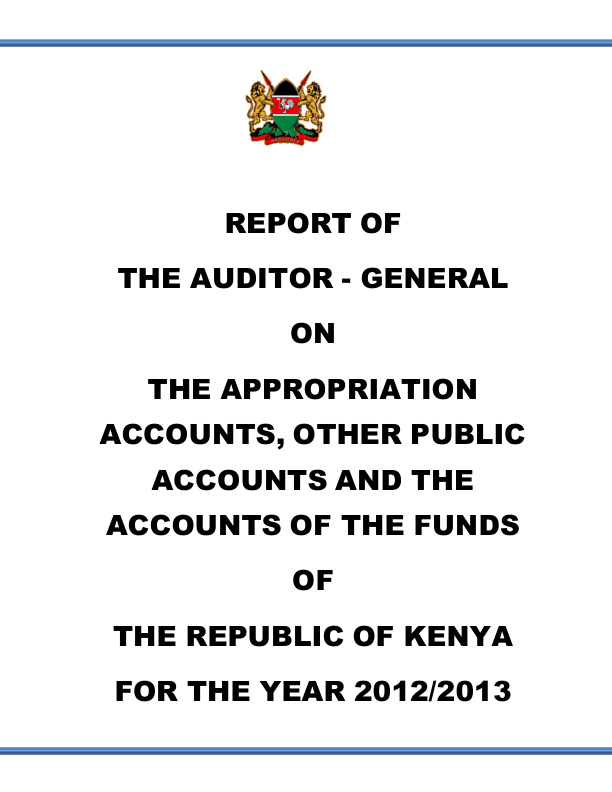 REPORT OF
THE AUDITOR - GENERAL
ON
THE APPROPRIATION
ACCOUNTS, OTHER PUBLIC
ACCOUNTS AND THE
ACCOUNTS OF THE FUNDS
OF
THE REPUBLIC OF KENYA
FOR THE YEAR 2012/2013